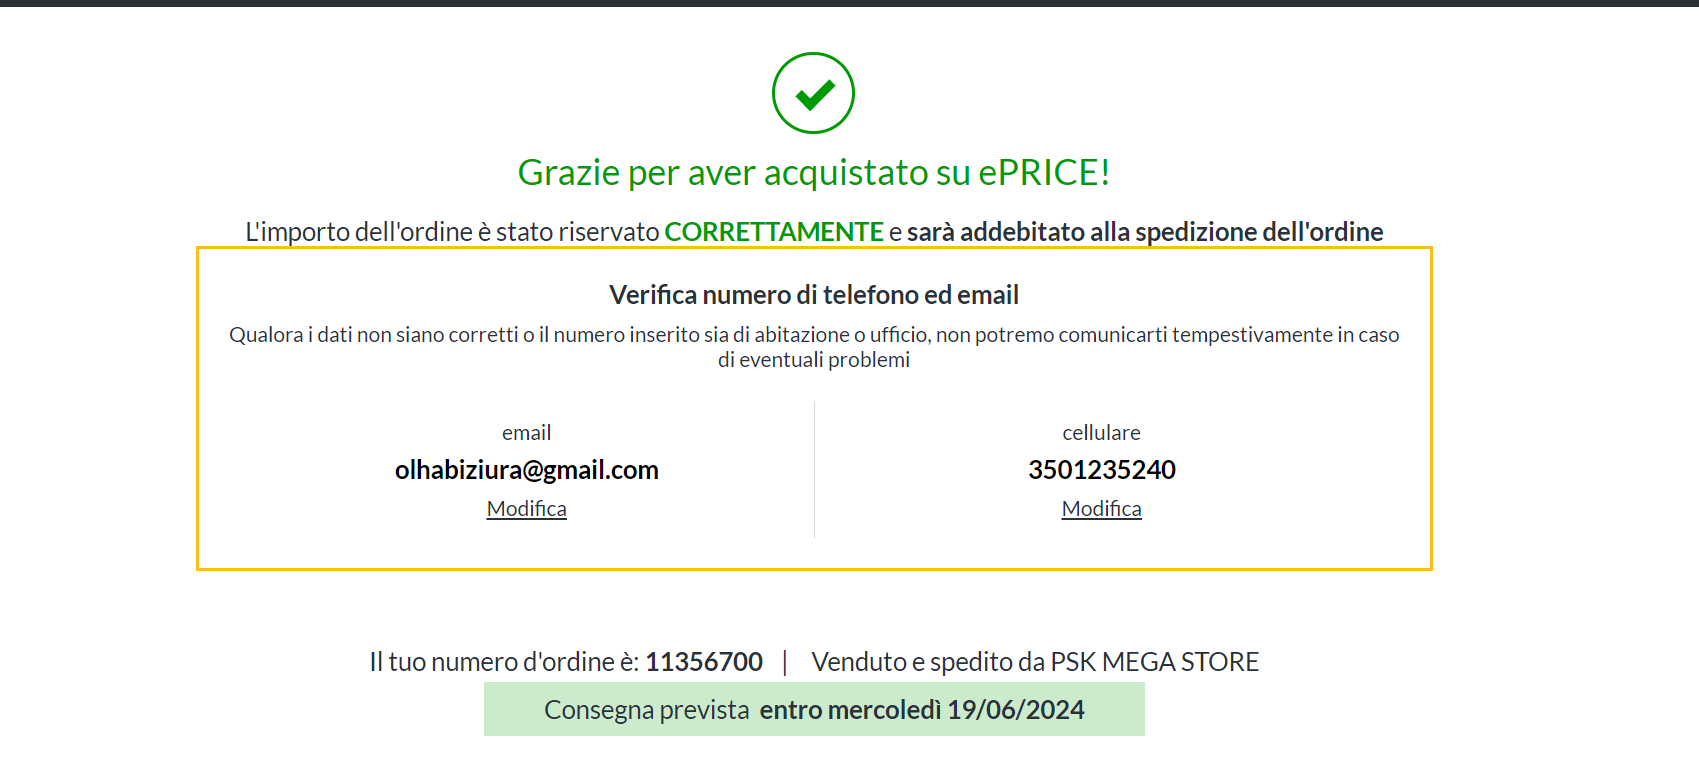 Grazie per aver acquistato su ePRICE!
L'importo dell'ordine è stato riservato CORRETTAMENTE e sarà addebitato alla spedizione dell'ordine
Verifica numero di telefono ed email
Qualora i dati non siano corretti o il numero inserito sia di abitazione o ufficio, non potremo comunicarti tempestivamente in caso
di eventuali problemi
email
olhabiziura@gmail.com
Modifica
cellulare
3501235240
Modifica
Il tuo numero d'ordine è: 11356700 | Venduto e spedito da PSK MEGA STORE
Consegna prevista entro mercoledì 19/06/2024